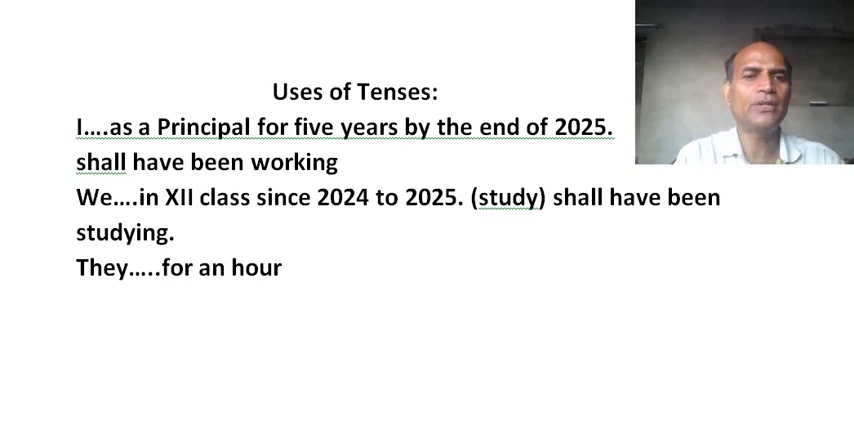 Uses of Tenses:
I....as a Principal for five years by the end of 2025.
shall have been working
We....in XII class since 2024 to 2025. (study) shall have been
studying.
They.....for an hour